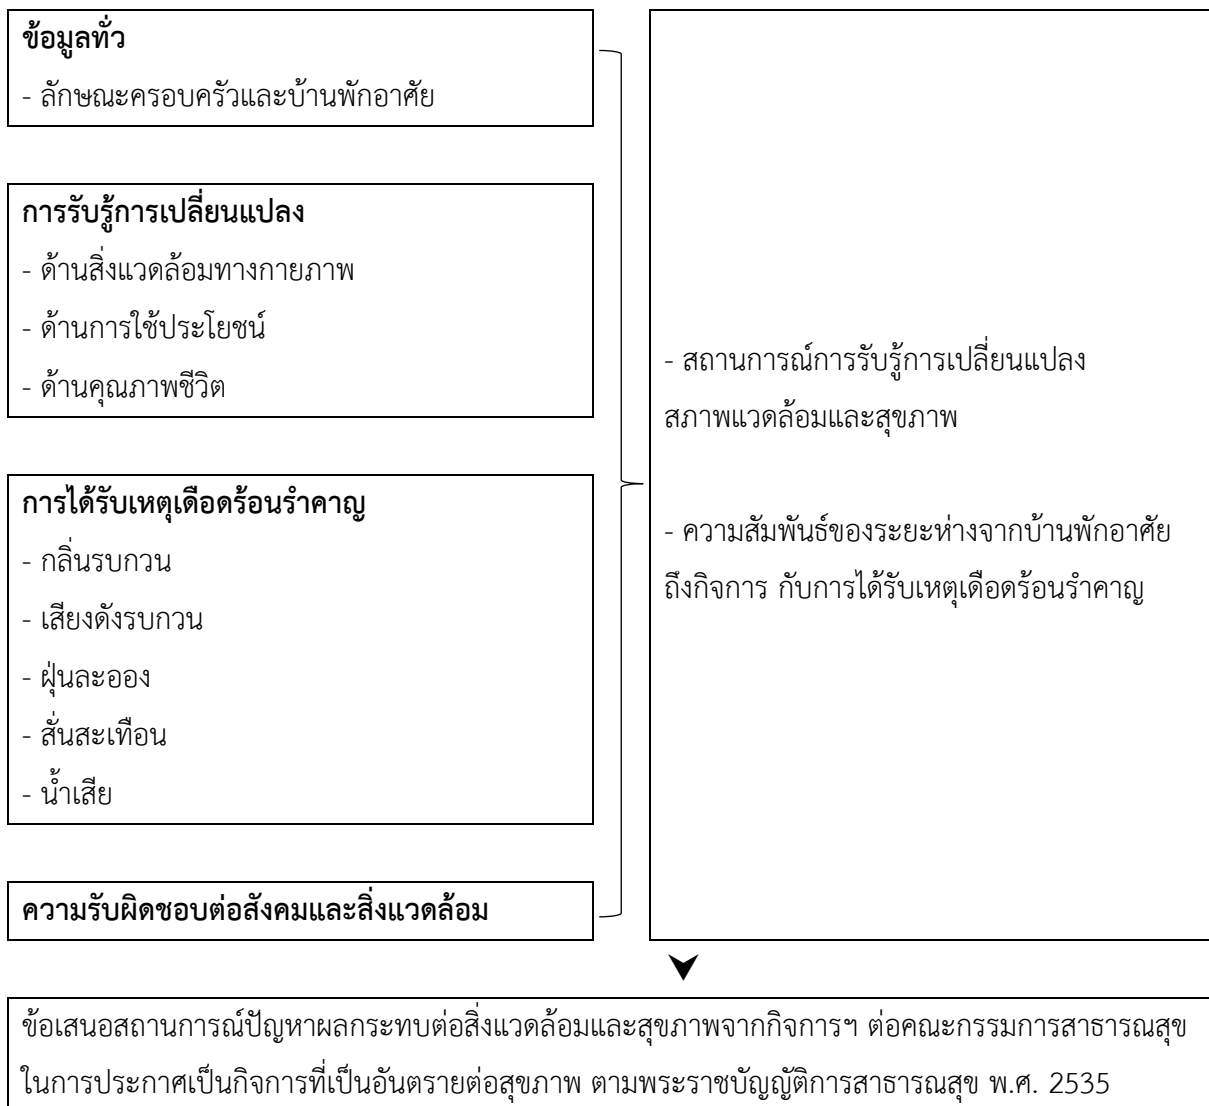 ข้อมูลทั่ว
- ลักษณะครอบครัวและบ้านพักอาศัย
การรับรู้การเปลี่ยนแปลง
- ด้านสิ่งแวดล้อมทางกายภาพ
- ด้านการใช้ประโยชน์
- ด้านคุณภาพชีวิต
การได้รับเหตุเดือดร้อนรำคาญ
- กลิ่นรบกวน
- เสียงดังรบกวน
- ฝุ่นละออง
- สั่นสะเทือน
- น้ำเสีย
ความรับผิดชอบต่อสังคมและสิ่งแวดล้อม
- สถานการณ์การรับรู้การเปลี่ยนแปลง
สภาพแวดล้อมและสุขภาพ
- ความสัมพันธ์ของระยะห่างจากบ้านพักอาศัย
ถึงกิจการ กับการได้รับเหตุเดือดร้อนรำคาญ
ข้อเสนอสถานการณ์ปัญหาผลกระทบต่อสิ่งแวดล้อมและสุขภาพจากกิจการฯ ต่อคณะกรรมการสาธารณสุข
ในการประกาศเป็นกิจการที่เป็นอันตรายต่อสุขภาพ ตามพระราชบัญญัติการสาธารณสุข พ.ศ. 2535